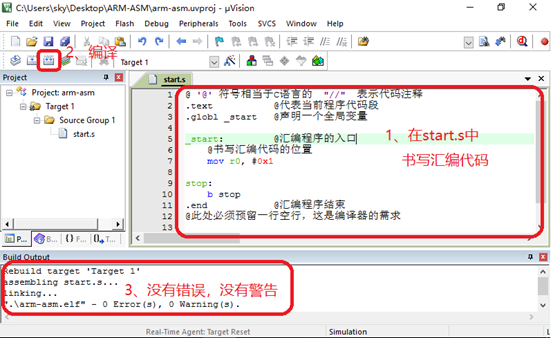 C:\Users\sky\Desktop\ARM-ASM\arm-asm.uvproj - µVision
File Edit View Project Flash Debug Peripherals Tools SVCS Window Help
2、编译
Target 1
Project
Project: arm-asm
Target 1
Source Group 1
start.s
start.s
1 @ '@' 符号相当于C语言的 "//" 表示代码注释
2 .text @代表当前程序代码段
3 .globl _start @声明一个全局变量
4
5 _start: @汇编程序的入口
6 @书写汇编代码的位置
7 mov r0, #0x1
8
9 stop:
10 b stop
11 .end @汇编程序结束
12 @此处必须预留一行空行，这是编译器的需求
13
1、在start.s中
书写汇编代码
P... B... {} F... T...
Build Output
Rebuild target 'Target 1'
assembling start.s...
linking...
".\arm-asm.elf" - 0 Error(s), 0 Warning(s).
3、没有错误，没有警告
Real-Time Agent: Target Reset Simulation